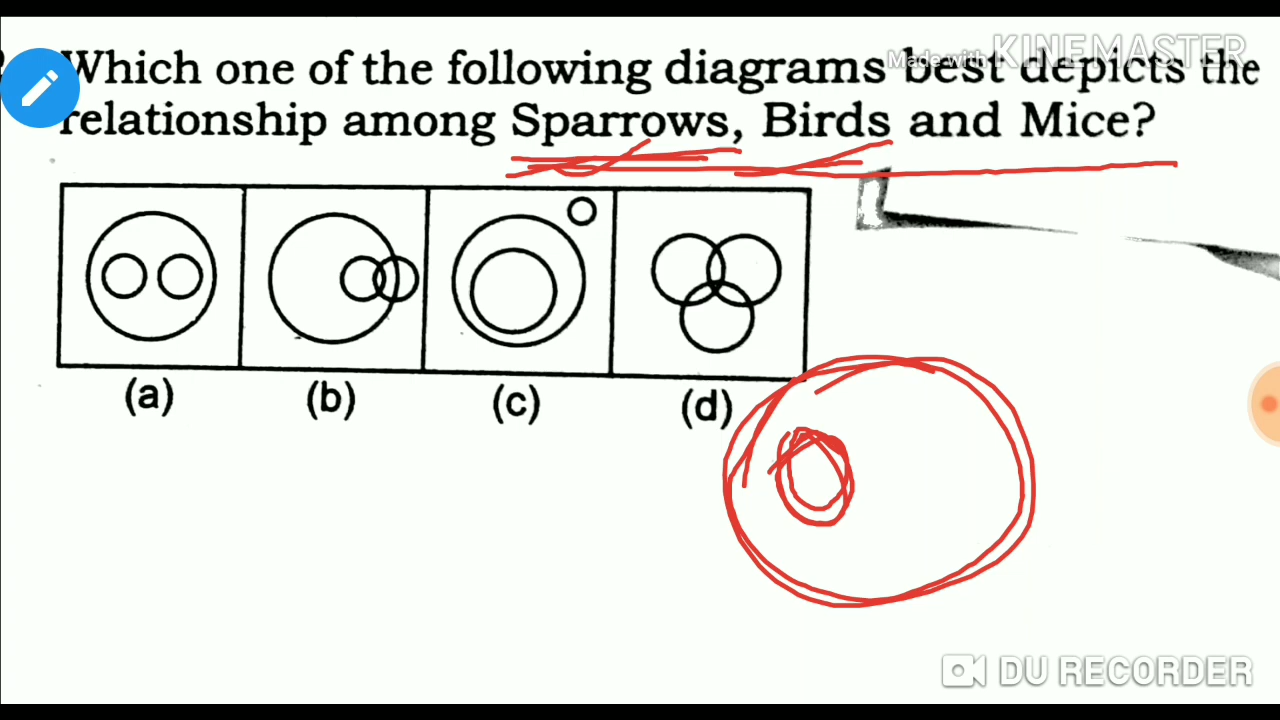 Made with KINEMASTER
Which one of the following diagrams best depicts the
relationship among Sparrows, Birds and Mice?
(a) (b) (c) (d)
DU RECORDER